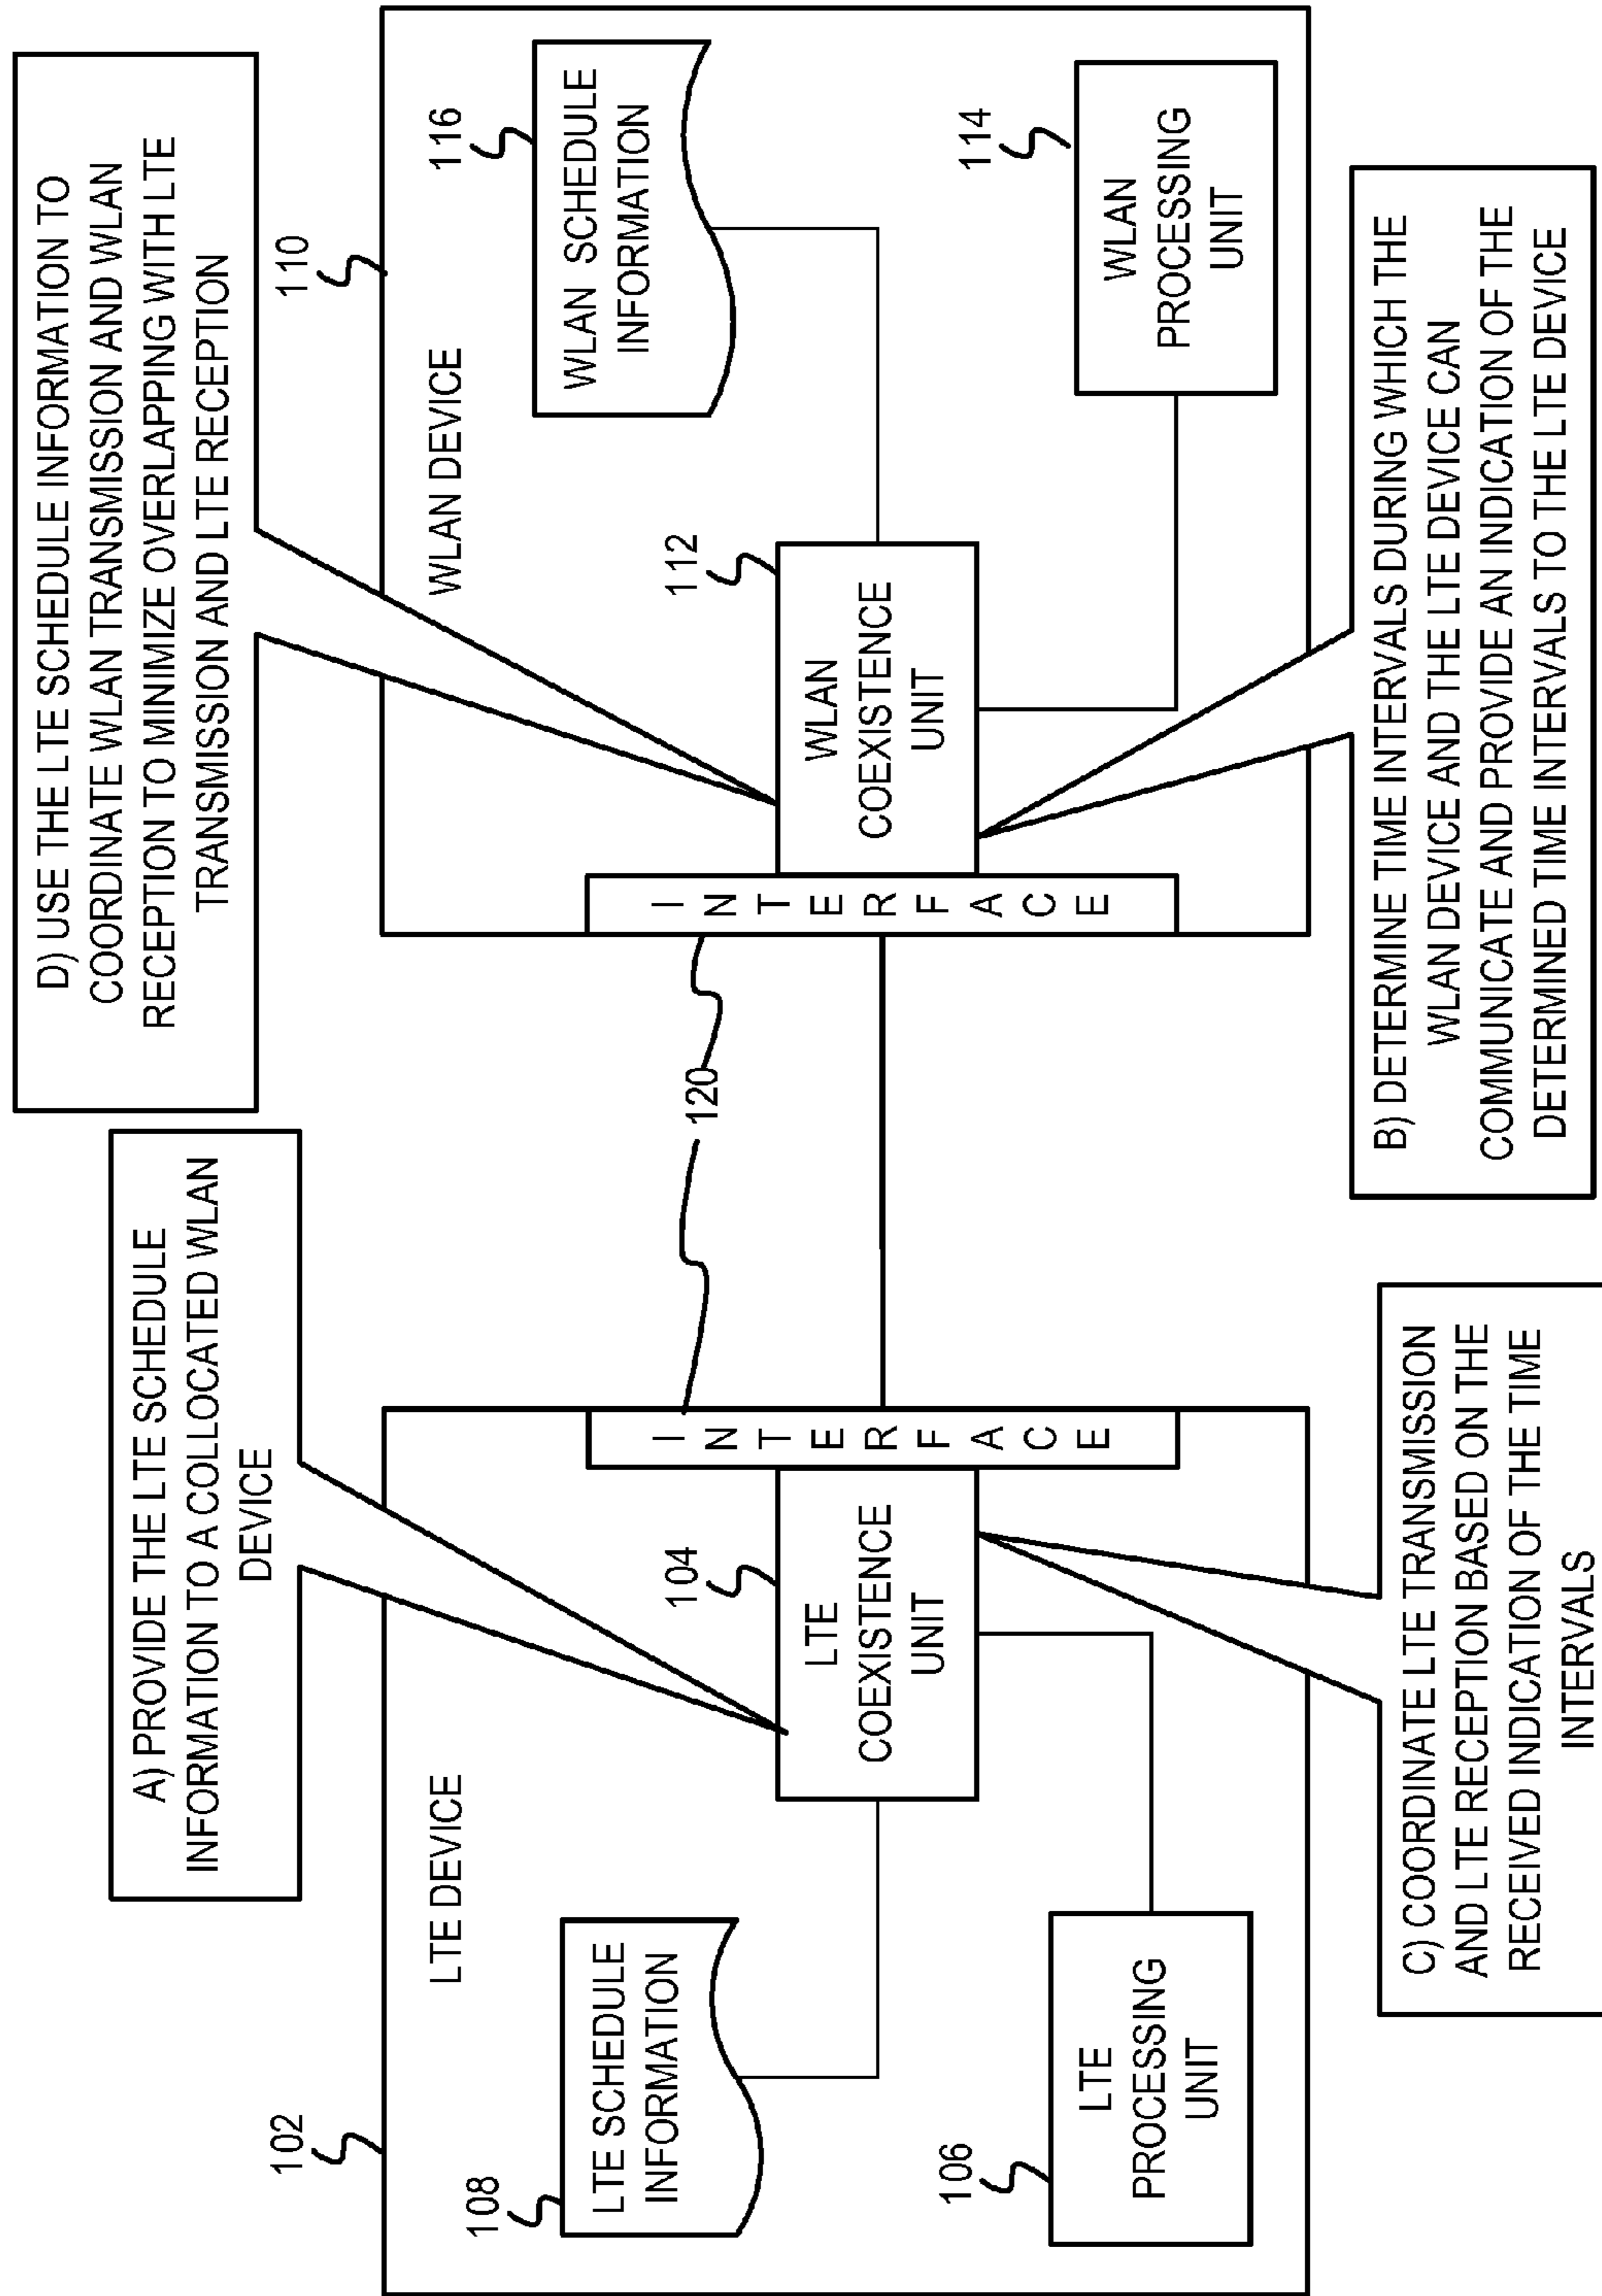 A) PROVIDE THE LTE SCHEDULE
INFORMATION TO A COLLOCATED WLAN
DEVICE
D) USE THE LTE SCHEDULE INFORMATION TO
COORDINATE WLAN TRANSMISSION AND WLAN
RECEPTION TO MINIMIZE OVERLAPPING WITH LTE
TRANSMISSION AND LTE RECEPTION
102
LTE DEVICE
108
LTE SCHEDULE
INFORMATION
104
LTE
COEXISTENCE
UNIT
INTERFACE
106
LTE
PROCESSING
UNIT
120
110
WLAN DEVICE
INTERFACE
112
WLAN
COEXISTENCE
UNIT
116
WLAN SCHEDULE
INFORMATION
114
WLAN
PROCESSING
UNIT
C) COORDINATE LTE TRANSMISSION
AND LTE RECEPTION BASED ON THE
RECEIVED INDICATION OF THE TIME
INTERVALS
B) DETERMINE TIME INTERVALS DURING WHICH THE
WLAN DEVICE AND THE LTE DEVICE CAN
COMMUNICATE AND PROVIDE AN INDICATION OF THE
DETERMINED TIME INTERVALS TO THE LTE DEVICE